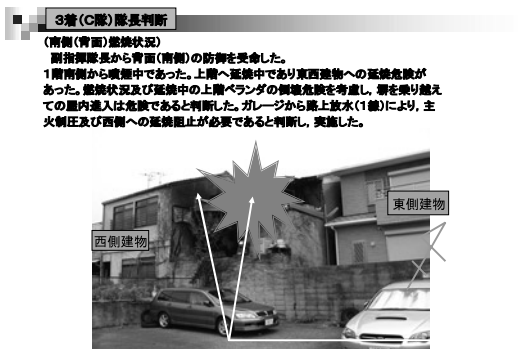 ３着（Ｃ隊）隊長判断
（南側（背面）燃焼状況）
副指揮隊長から背面（南側）の防御を受命した。
１階南側から噴煙中であった。上階へ延焼中であり東西建物への延焼危険が
あった。燃焼状況及び延焼中の上階ベランダの倒壊危険を考慮し，塀を乗り越え
ての屋内進入は危険であると判断した。ガレージから路上放水（１線）により，主
火制圧及び西側への延焼阻止が必要であると判断し，実施した。
東側建物
西側建物